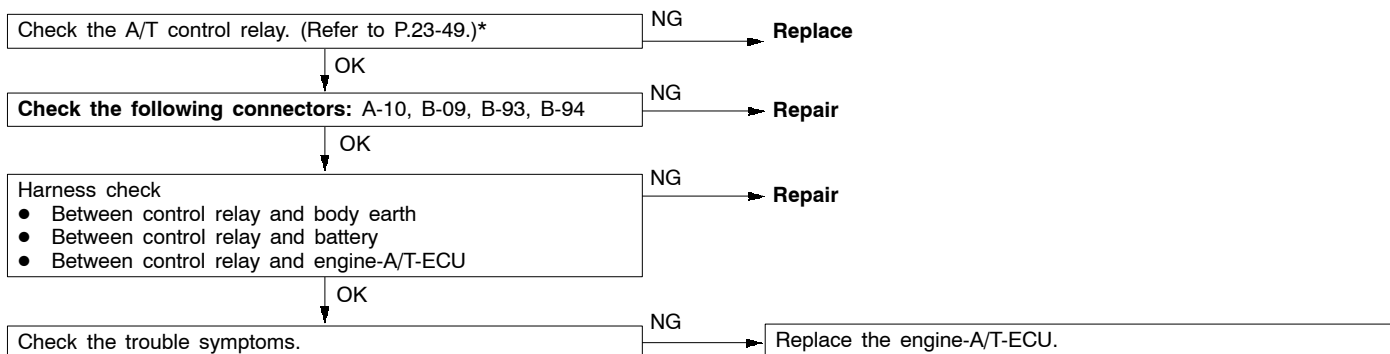 Check the A/T control relay. (Refer to P.23-49.)*
NG
Replace
OK
Check the following connectors: A-10, B-09, B-93, B-94
NG
Repair
OK
Harness check
● Between control relay and body earth
● Between control relay and battery
● Between control relay and engine-A/T-ECU
NG
Repair
OK
Check the trouble symptoms.
NG
Replace the engine-A/T-ECU.